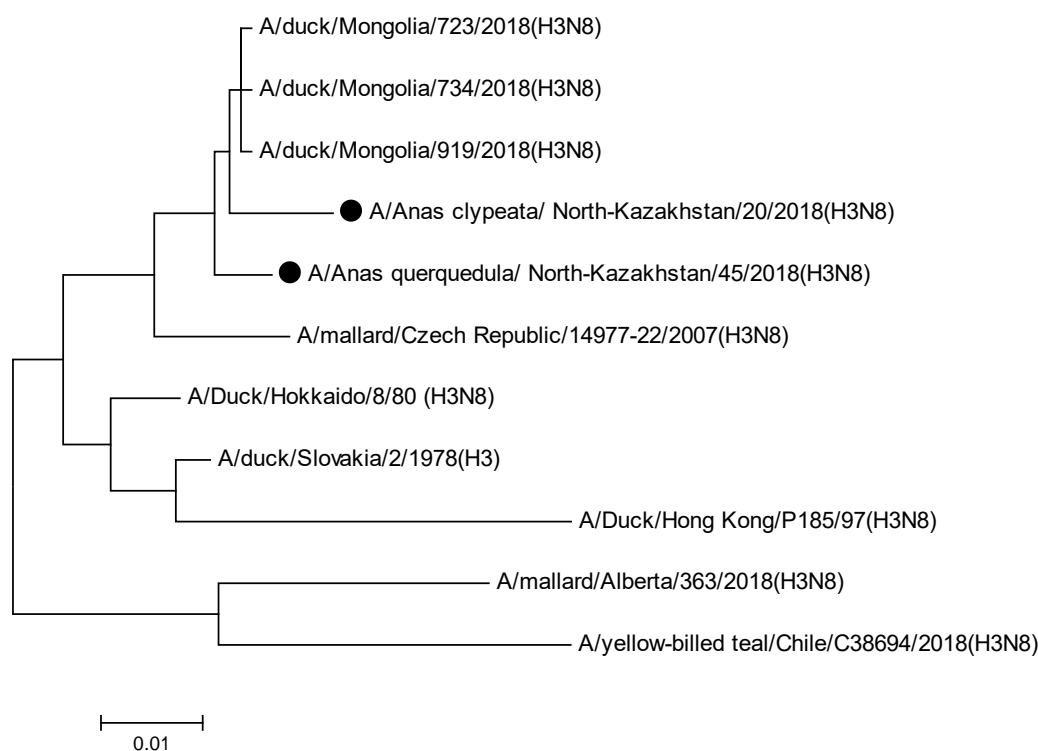 A/duck/Mongolia/723/2018(H3N8)
A/duck/Mongolia/734/2018(H3N8)
A/duck/Mongolia/919/2018(H3N8)
A/Anas clypeata/ North-Kazakhstan/20/2018(H3N8)
A/Anas querquedula/ North-Kazakhstan/45/2018(H3N8)
A/mallard/Czech Republic/14977-22/2007(H3N8)
A/Duck/Hokkaido/8/80 (H3N8)
A/duck/Slovakia/2/1978(H3)
A/Duck/Hong Kong/P185/97(H3N8)
A/mallard/Alberta/363/2018(H3N8)
A/yellow-billed teal/Chile/C38694/2018(H3N8)
0.01